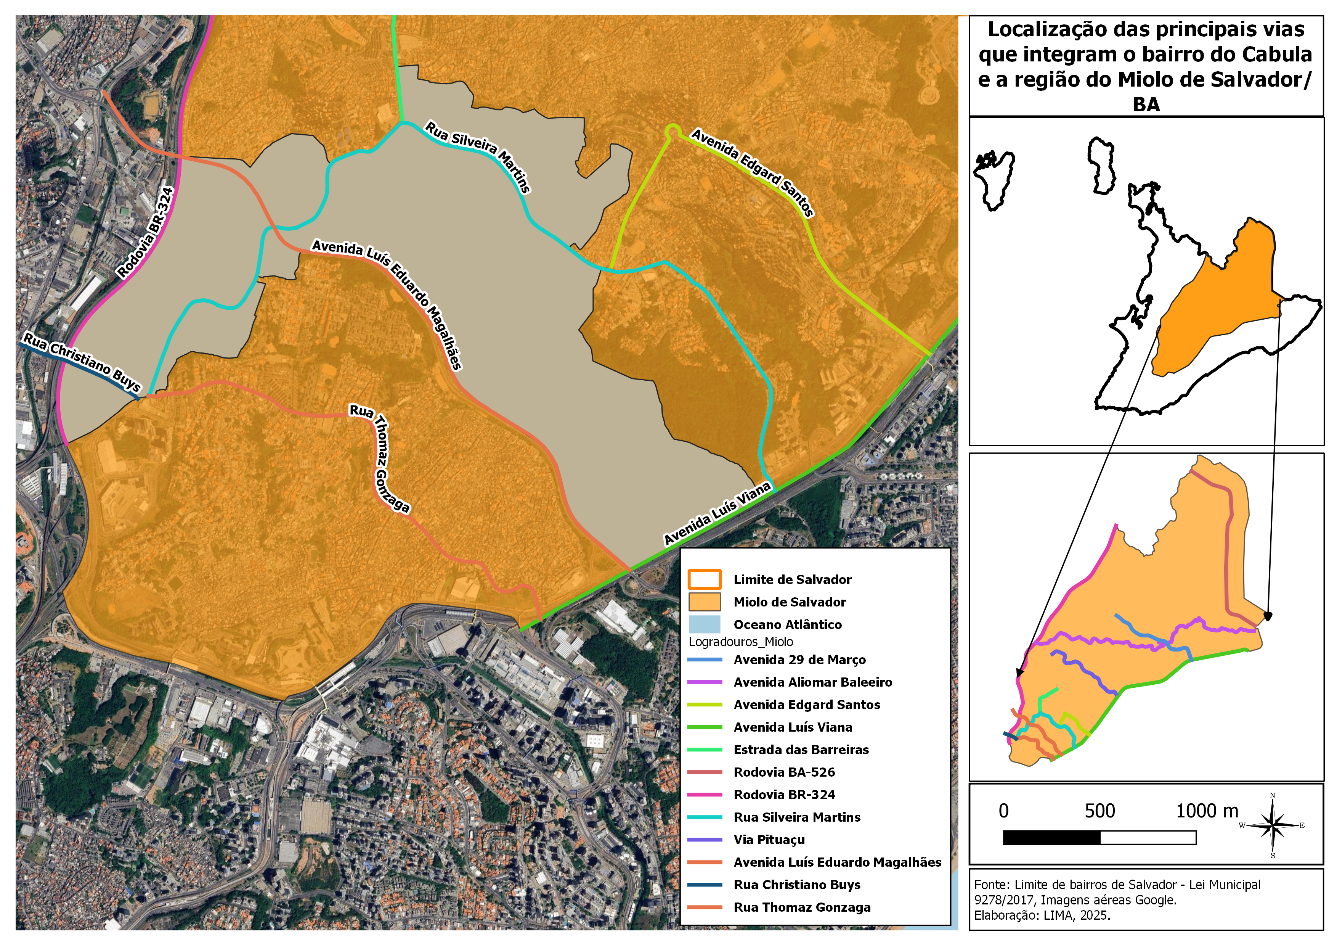 Localização das principais vias
que integram o bairro do Cabula
e a região do Miolo de Salvador/
BA
Rua Silveira Martins
Avenida Edgard Santos
Rodovia BR-324
Avenida Luís Eduardo Magalhães
Rua Christiano Buys
Rua Thomaz Gonzaga
Avenida Luís Viana
Limite de Salvador
Miolo de Salvador
Oceano Atlântico
Logradouros_Miolo
Avenida 29 de Março
Avenida Aliomar Baleeiro
Avenida Edgard Santos
Avenida Luís Viana
Estrada das Barreiras
Rodovia BA-526
Rodovia BR-324
Rua Silveira Martins
Via Pituaçu
Avenida Luís Eduardo Magalhães
Rua Christiano Buys
Rua Thomaz Gonzaga
0 500 1000 m
N
W E
S
Fonte: Limite de bairros de Salvador - Lei Municipal
9278/2017, Imagens aéreas Google.
Elaboração: LIMA, 2025.